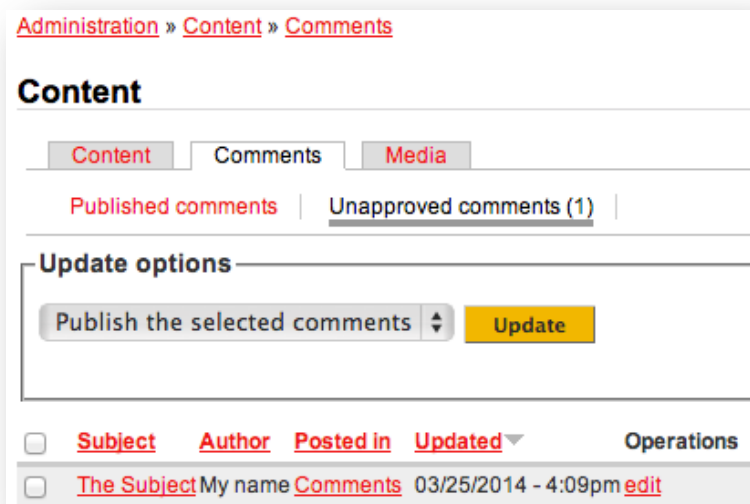 Administration » Content » Comments
Content
Content Comments Media
Published comments Unapproved comments (1)
Update options
Publish the selected comments Update
Subject Author Posted in Updated Operations
The Subject My name Comments 03/25/2014 - 4:09pm edit